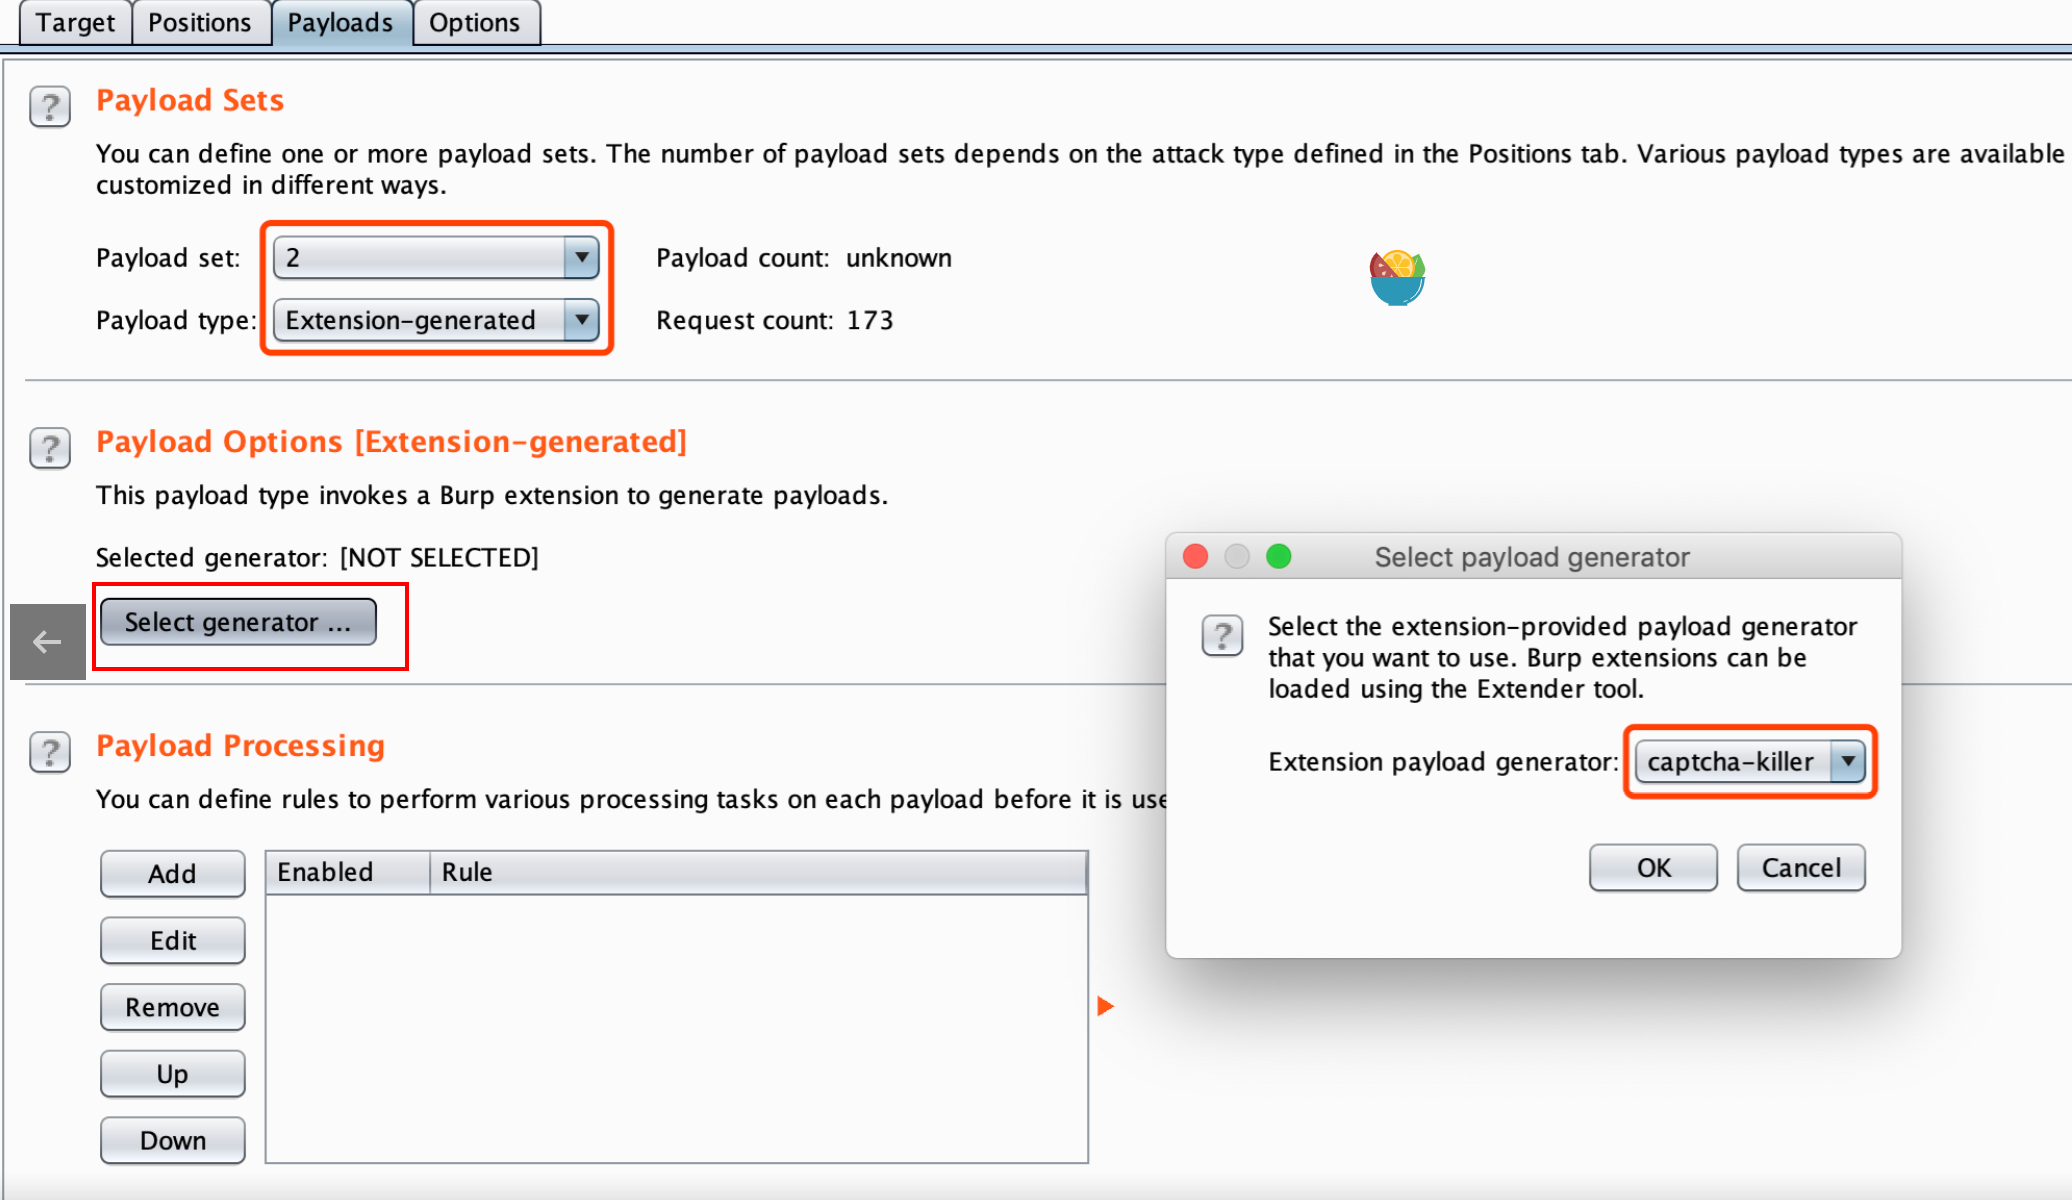 Target Positions Payloads Options
Payload Sets
You can define one or more payload sets. The number of payload sets depends on the attack type defined in the Positions tab. Various payload types are available
customized in different ways.
Payload set: 2 Payload count: unknown
Payload type: Extension-generated Request count: 173
Payload Options [Extension-generated]
This payload type invokes a Burp extension to generate payloads.
Selected generator: [NOT SELECTED]
Select generator ...
Payload Processing
You can define rules to perform various processing tasks on each payload before it is use
Add
Edit
Remove
Up
Down
Enabled Rule
Select payload generator
Select the extension-provided payload generator
that you want to use. Burp extensions can be
loaded using the Extender tool.
Extension payload generator: captcha-killer
OK Cancel